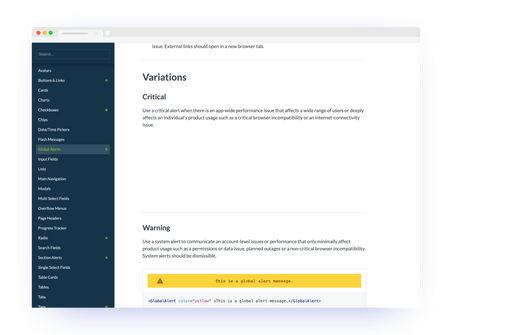 issue. External links should open in a new browser tab.
Search...
Avatars
Buttons & Links
Cards
Charts
Checkboxes
Chips
Date/Time Pickers
Flash Messages
Global Alerts
Input Fields
Lists
Main Navigation
Modals
Multi Select Fields
Overflow Menus
Page Headers
Progress Tracker
Radio
Search Fields
Section Alerts
Single Select Fields
Table Cards
Tables
Tabs
Variations
Critical
Use a critical alert when there is an app-wide performance issue that affects a wide range of users or deeply
affects an individual's product usage such as a critical browser incompatibility or an internet-connectivity
issue.
Warning
Use a system alert to communicate an account-level issues or performance that only minimally affect
product usage such as a permissions or data issue, planned outages or a non-critical browser incompatibility.
System alerts should be dismissible.
This is a global alert message.
<GlobalAlert color="yellow" >This is a global alert message.</GlobalAlert>